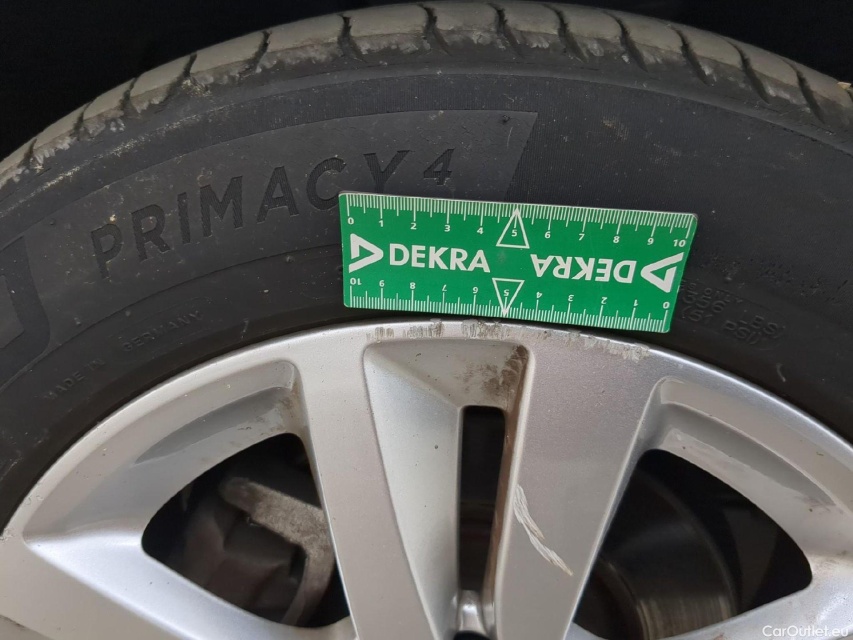 PRIMACY 4
0 1 2 3 4 5 6 7 8 9 10
DEKRA DEKRA
10 9 8 7 6 5 4 3 2 1 0
MADE IN GERMANY
CarOutlet.eu